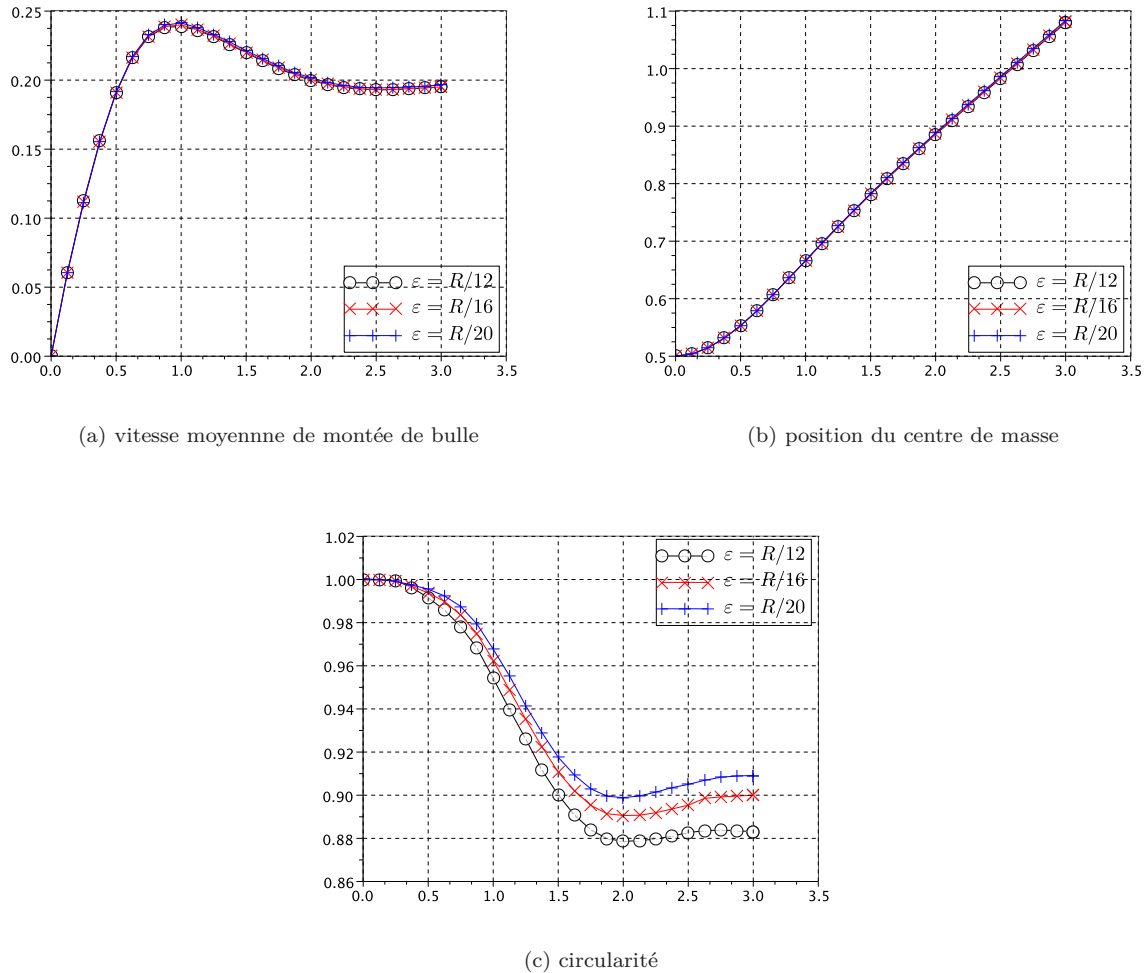 0.25
0.20
0.15
0.10
0.05
0.00
0.0 0.5 1.0 1.5 2.0 2.5 3.0 3.5
ε = R/12
ε = R/16
ε = R/20
(a) vitesse moyennne de montée de bulle
1.1
1.0
0.9
0.8
0.7
0.6
0.5
0.0 0.5 1.0 1.5 2.0 2.5 3.0 3.5
ε = R/12
ε = R/16
ε = R/20
(b) position du centre de masse
1.02
1.00
0.98
0.96
0.94
0.92
0.90
0.88
0.86
0.0 0.5 1.0 1.5 2.0 2.5 3.0 3.5
ε = R/12
ε = R/16
ε = R/20
(c) circularité